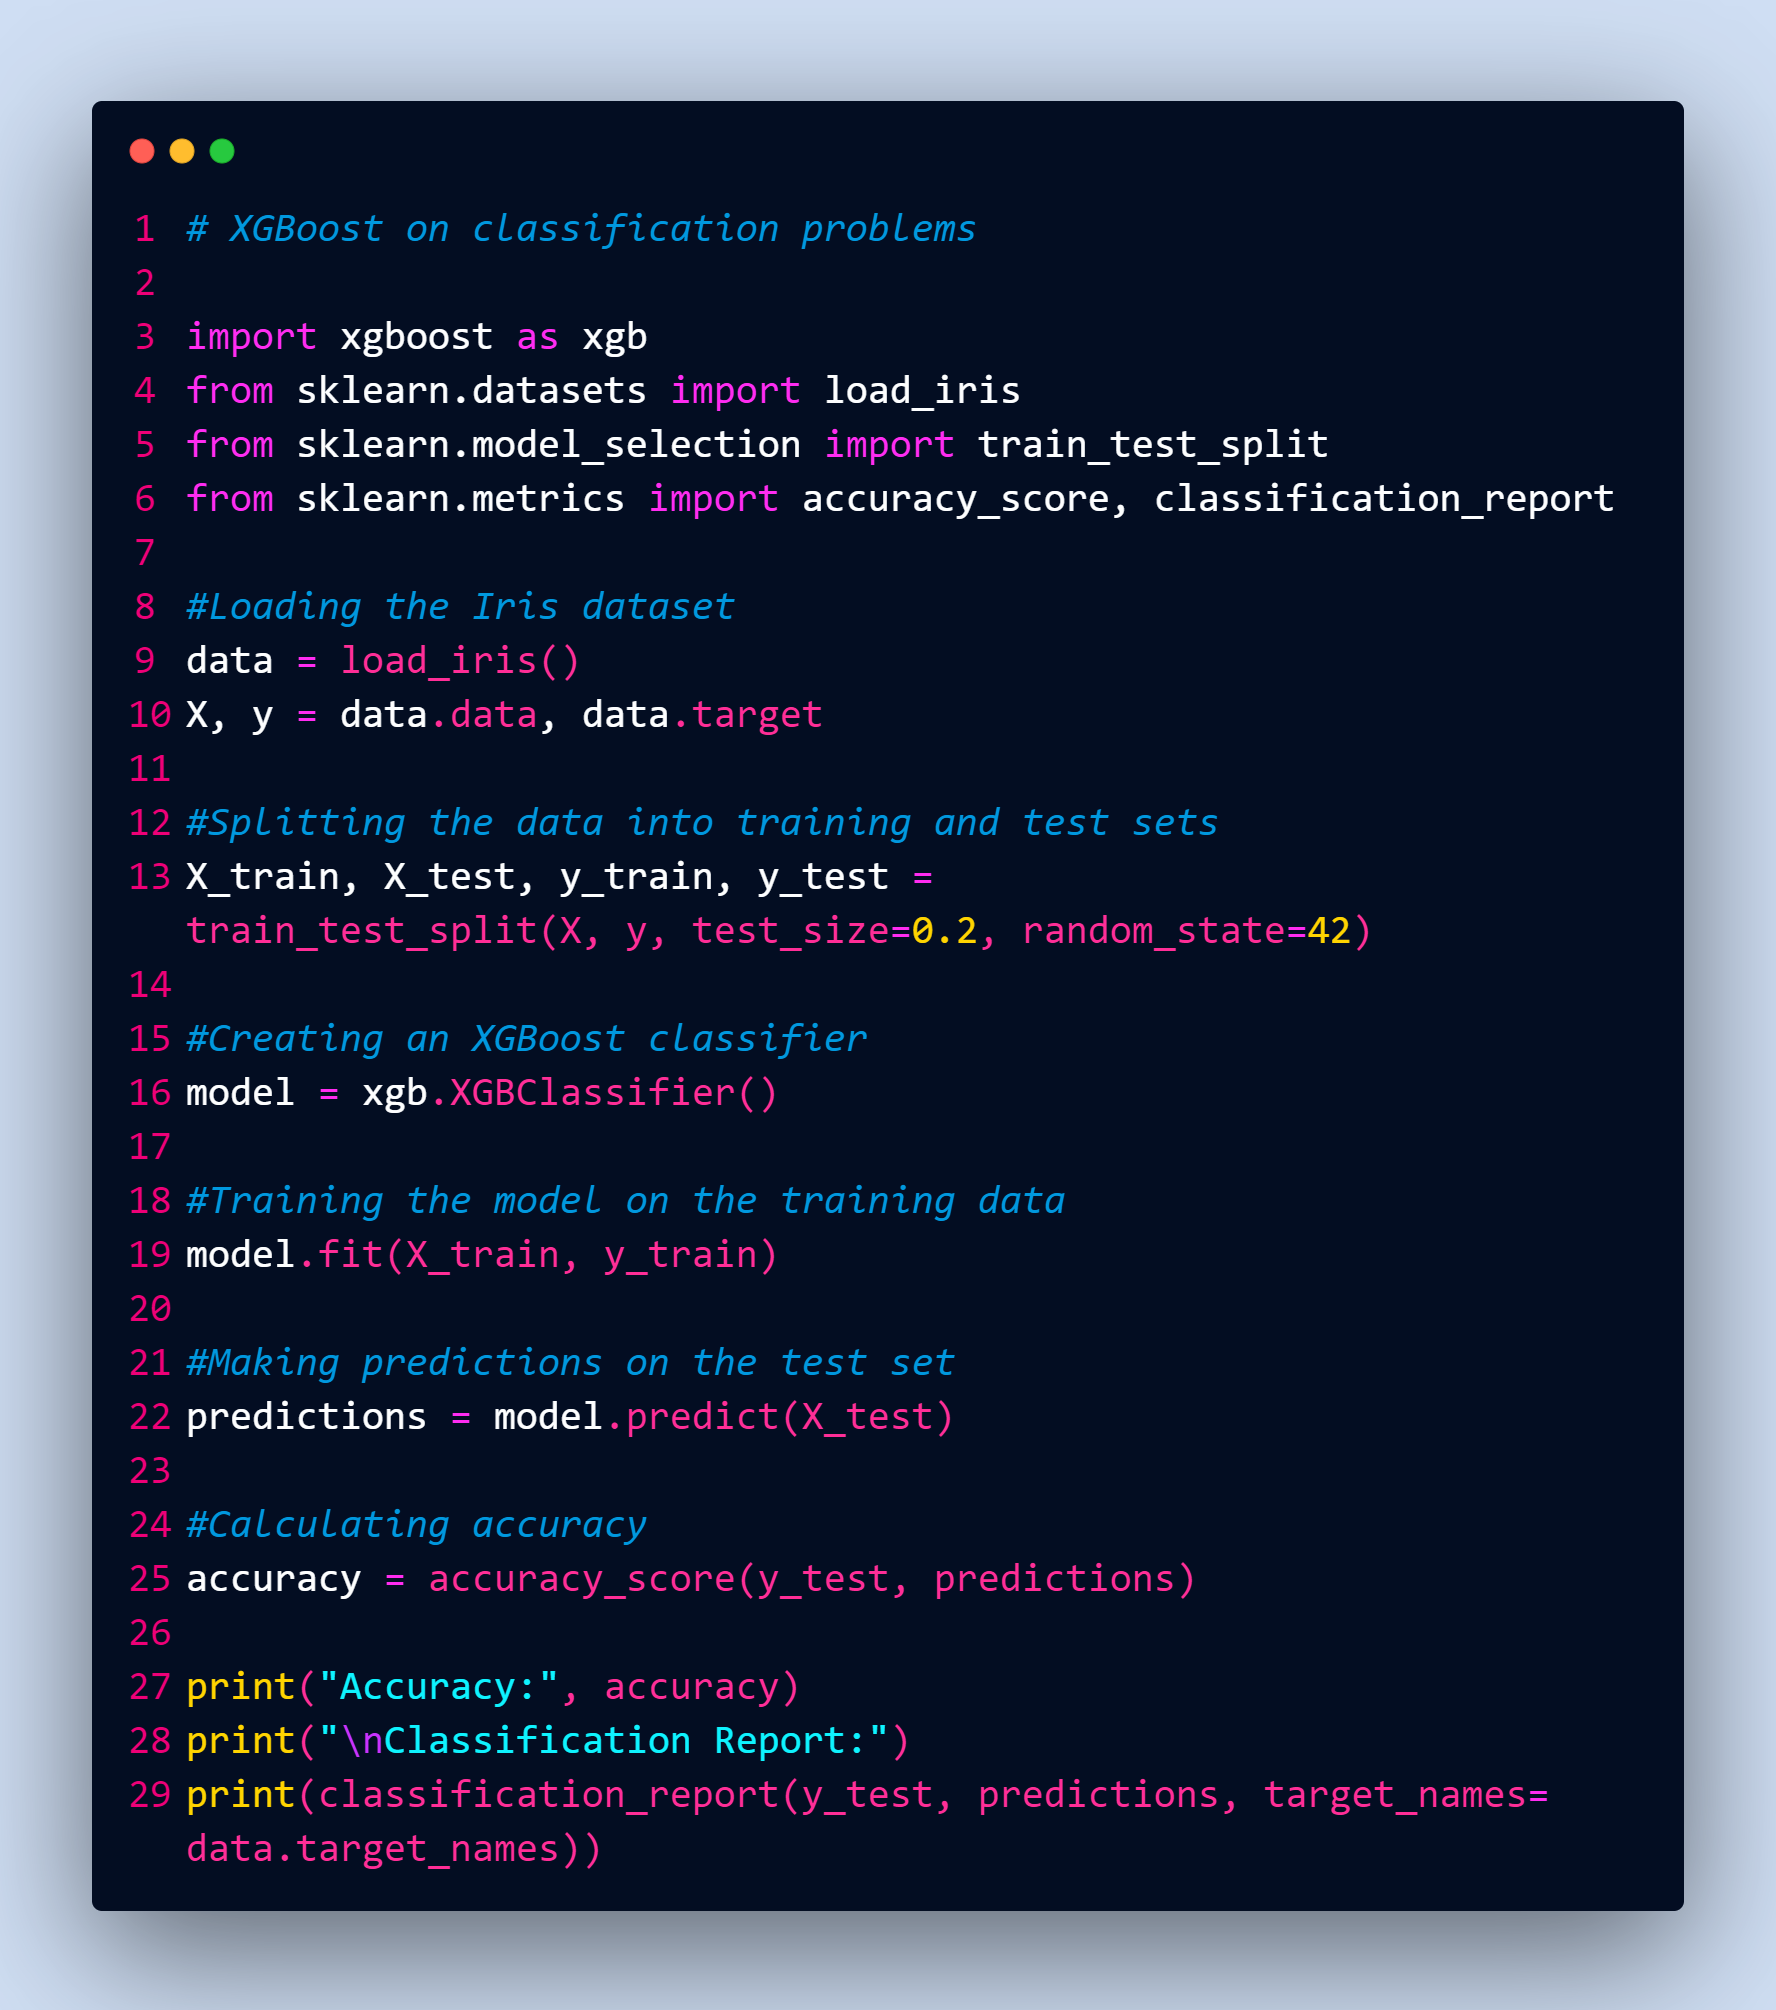 1 # XGBoost on classification problems
2
3 import xgboost as xgb
4 from sklearn.datasets import load_iris
5 from sklearn.model_selection import train_test_split
6 from sklearn.metrics import accuracy_score, classification_report
7
8 #Loading the Iris dataset
9 data = load_iris()
10 X, y = data.data, data.target
11
12 #Splitting the data into training and test sets
13 X_train, X_test, y_train, y_test =
train_test_split(X, y, test_size=0.2, random_state=42)
14
15 #Creating an XGBoost classifier
16 model = xgb.XGBClassifier()
17
18 #Training the model on the training data
19 model.fit(X_train, y_train)
20
21 #Making predictions on the test set
22 predictions = model.predict(X_test)
23
24 #Calculating accuracy
25 accuracy = accuracy_score(y_test, predictions)
26
27 print("Accuracy:", accuracy)
28 print("\nClassification Report:")
29 print(classification_report(y_test, predictions, target_names=
data.target_names))